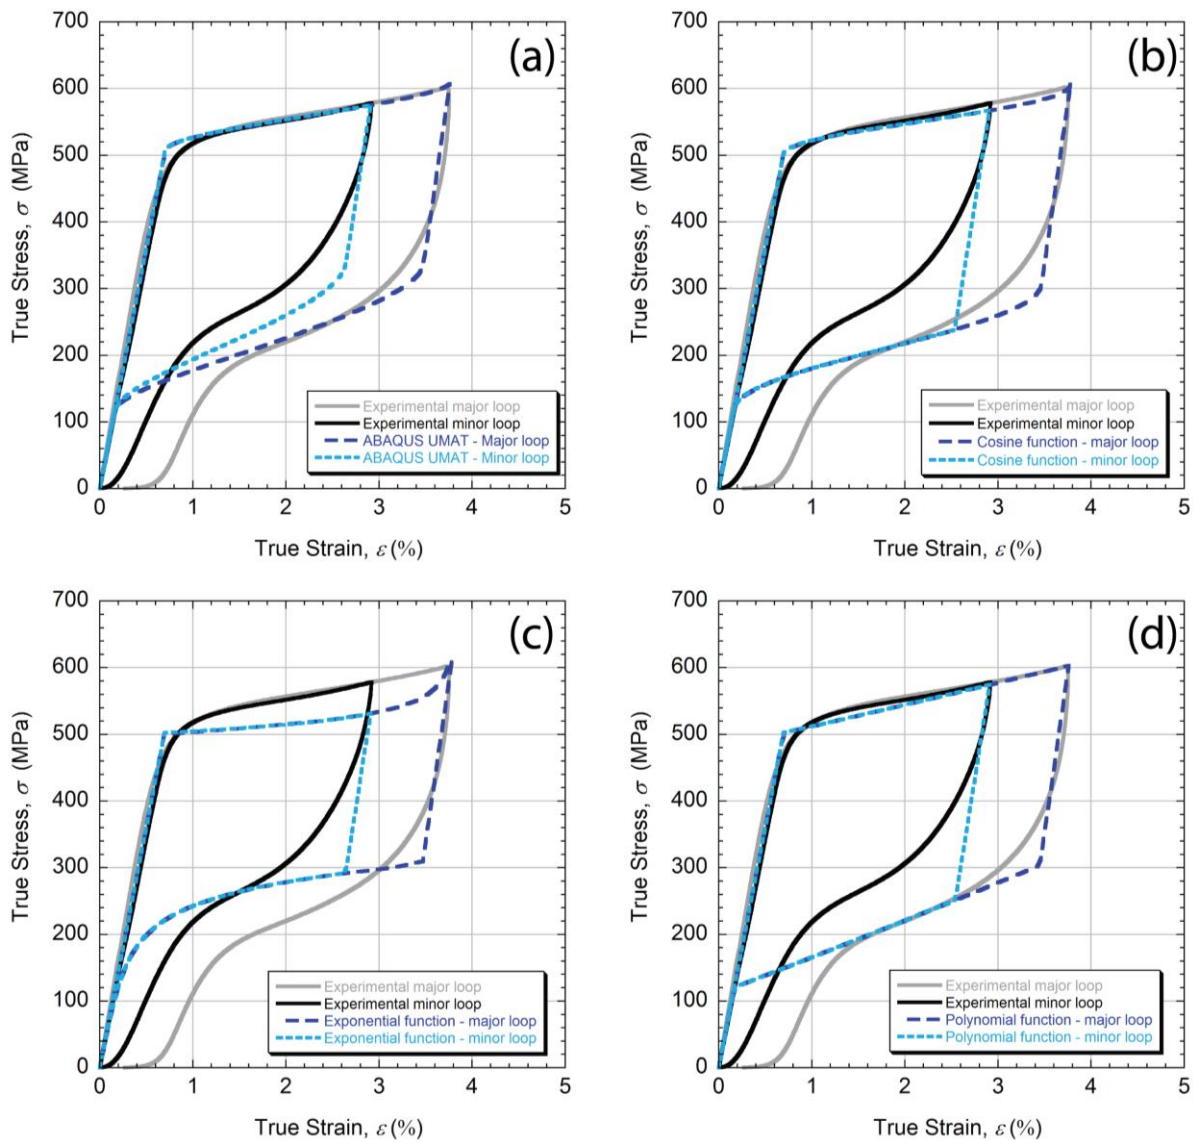 700
(a)
600
500
400
300
200
100
0
True Stress, σ (MPa)
Experimental major loop
Experimental minor loop
ABAQUS UMAT - Major loop
ABAQUS UMAT - Minor loop
0 1 2 3 4 5
True Strain, ε (%)
700
(b)
600
500
400
300
200
100
0
True Stress, σ (MPa)
Experimental major loop
Experimental minor loop
Cosine function - major loop
Cosine function - minor loop
0 1 2 3 4 5
True Strain, ε (%)
700
(c)
600
500
400
300
200
100
0
True Stress, σ (MPa)
Experimental major loop
Experimental minor loop
Exponential function - major loop
Exponential function - minor loop
0 1 2 3 4 5
True Strain, ε (%)
700
(d)
600
500
400
300
200
100
0
True Stress, σ (MPa)
Experimental major loop
Experimental minor loop
Polynomial function - major loop
Polynomial function - minor loop
0 1 2 3 4 5
True Strain, ε (%)